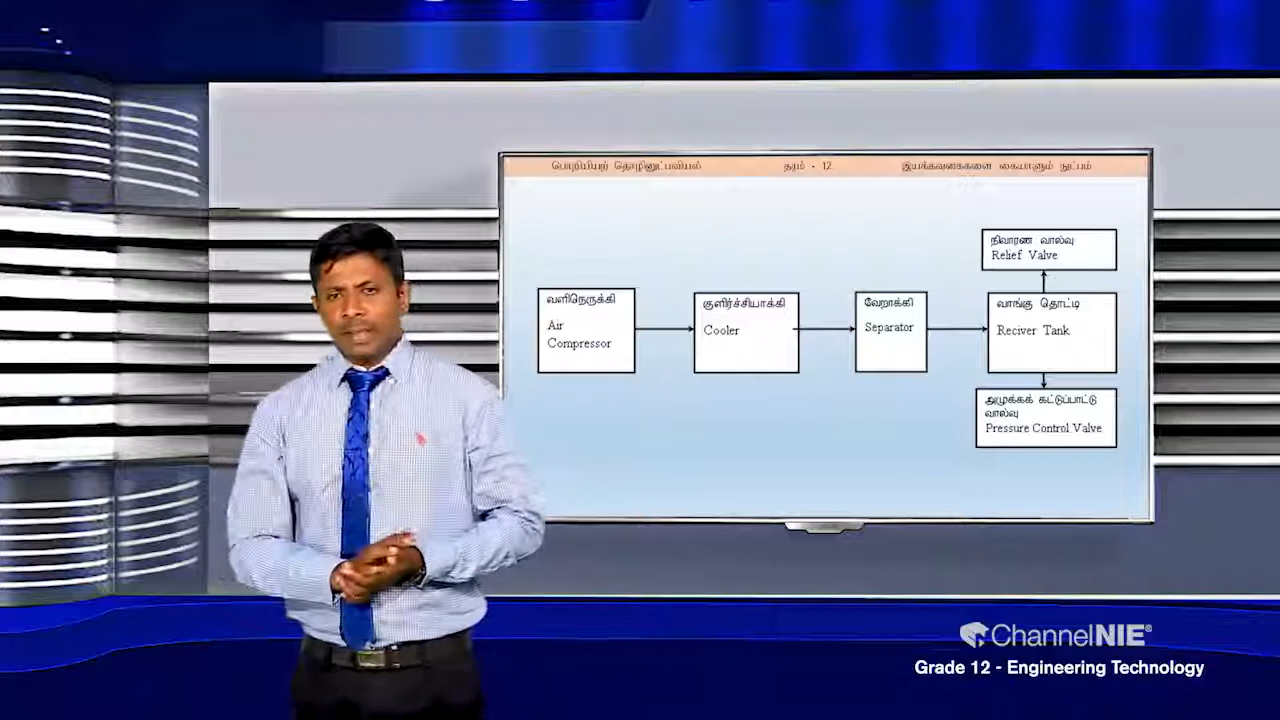 பொறியியற் தொழினுட்பவியல் தரம் - 12 இயக்கவகைகளை கையாளும் நுட்பம்
நிவாரண வால்வு
Relief Valve
வளிநெருக்கி
Air
Compressor
குளிர்ச்சியாக்கி
Cooler
வேறாக்கி
Separator
வாங்கு தொட்டி
Reciver Tank
அமுக்கக் கட்டுப்பாட்டு
வால்வு
Pressure Control Valve
ChannelNIE®
Grade 12 - Engineering Technology